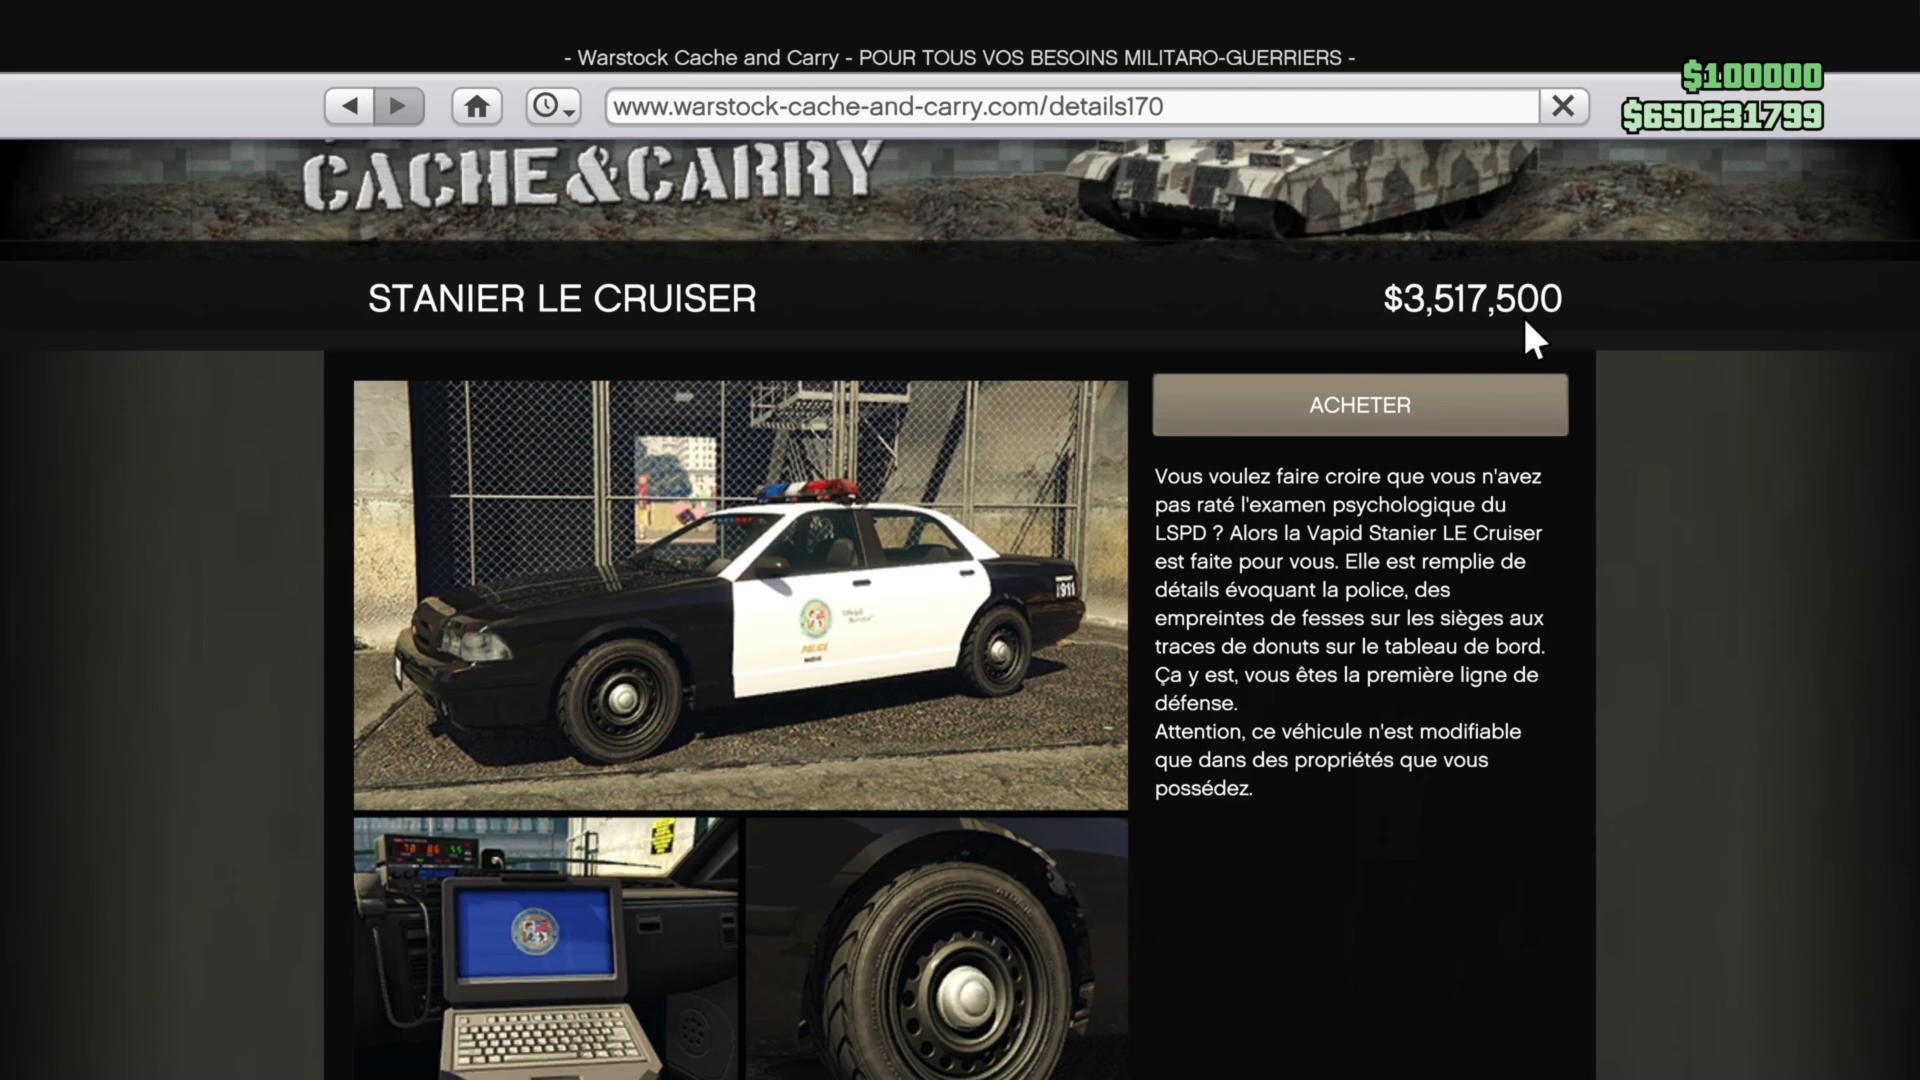 - Warstock Cache and Carry - POUR TOUS VOS BESOINS MILITARO-GUERRIERS -
$100000
www.warstock-cache-and-carry.com/details170
$650231799
CACHE&CARRY
STANIER LE CRUISER
$3,517,500
ACHETER
Vous voulez faire croire que vous n'avez
pas raté l'examen psychologique du
LSPD ? Alors la Vapid Stanier LE Cruiser
est faite pour vous. Elle est remplie de
détails évoquant la police, des
empreintes de fesses sur les sièges aux
traces de donuts sur le tableau de bord.
Ça y est, vous êtes la première ligne de
défense.
Attention, ce véhicule n'est modifiable
que dans des propriétés que vous
possédez.
911
POLICE